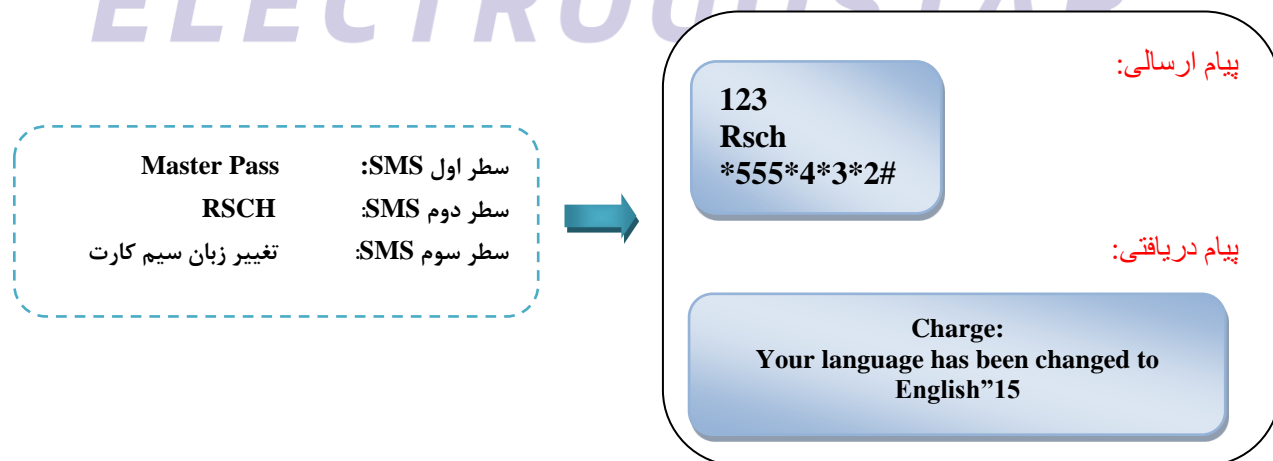 سطر اول SMS: Master Pass
سطر دوم SMS: RSCH
سطر سوم SMS: تغییر زبان سیم کارت
پیام ارسالی:
123
Rsch
*555*4*3*2#
پیام دریافتی:
Charge:
Your language has been changed to
English”15